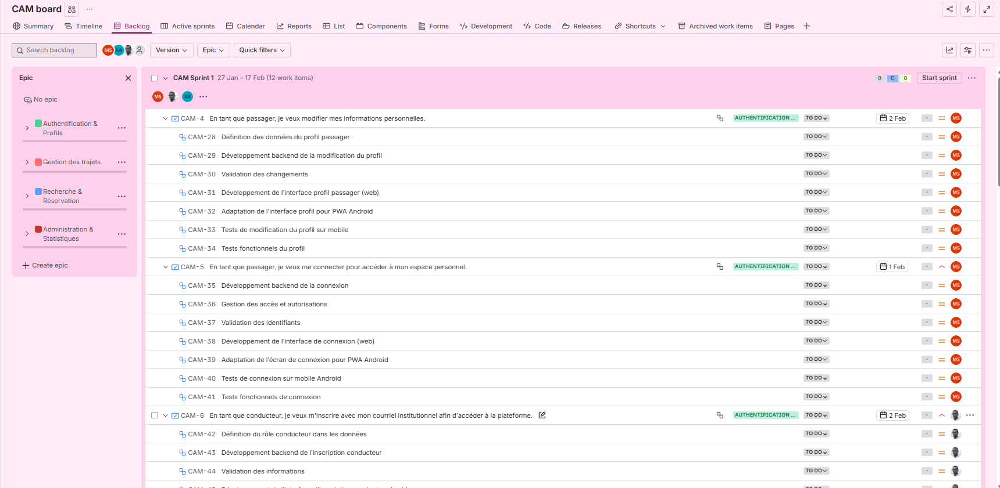 CAM board
Summary Timeline Backlog Active sprints Calendar Reports List Components Forms Development Code Releases Shortcuts Archived work items Pages
Search backlog MS AA Version Epic Quick filters
Epic
No epic
Authentification &
Profils
Gestion des trajets
Recherche &
Réservation
Administration &
Statistiques
Create epic
CAM Sprint 1 27 Jan – 17 Feb (12 work items) 0 0 0 Start sprint
MS AA
CAM-4 En tant que passager, je veux modifier mes informations personnelles. AUTHENTIFICATION ... TO DO 2 Feb - MS
CAM-28 Définition des données du profil passager TO DO - MS
CAM-29 Développement backend de la modification du profil TO DO - MS
CAM-30 Validation des changements TO DO - MS
CAM-31 Développement de l'interface profil passager (web) TO DO - MS
CAM-32 Adaptation de l'interface profil pour PWA Android TO DO - MS
CAM-33 Tests de modification du profil sur mobile TO DO - MS
CAM-34 Tests fonctionnels du profil TO DO - MS
CAM-5 En tant que passager, je veux me connecter pour accéder à mon espace personnel. AUTHENTIFICATION ... TO DO 1 Feb - MS
CAM-35 Développement backend de la connexion TO DO - MS
CAM-36 Gestion des accès et autorisations TO DO - MS
CAM-37 Validation des identifiants TO DO - MS
CAM-38 Développement de l'interface de connexion (web) TO DO - MS
CAM-39 Adaptation de l'écran de connexion pour PWA Android TO DO - MS
CAM-40 Tests de connexion sur mobile Android TO DO - MS
CAM-41 Tests fonctionnels de connexion TO DO - MS
CAM-6 En tant que conducteur, je veux m'inscrire avec mon courriel institutionnel afin d'accéder à la plateforme. AUTHENTIFICATION ... TO DO 2 Feb -
CAM-42 Définition du rôle conducteur dans les données TO DO -
CAM-43 Développement backend de l'inscription conducteur TO DO -
CAM-44 Validation des informations TO DO -